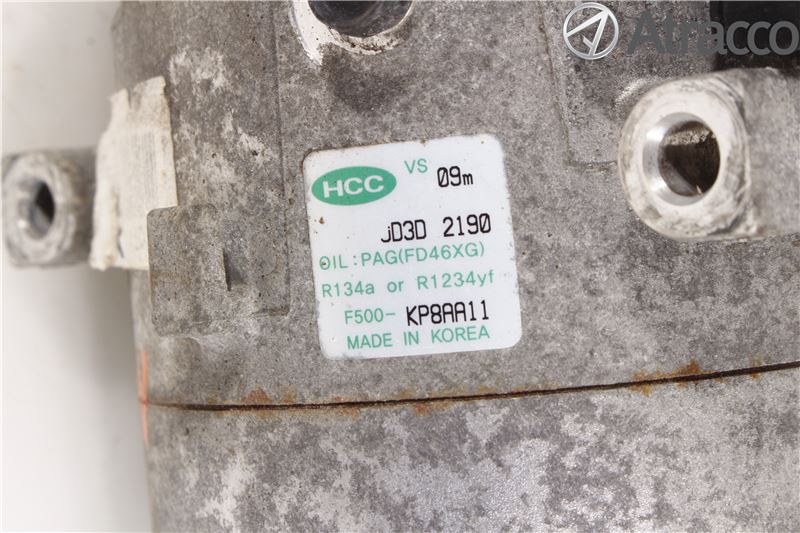 Atracco
HCC VS 09m
JD3D 2190
OIL:PAG(FD46XG)
R134a or R1234yf
F500- KP8AA11
MADE IN KOREA